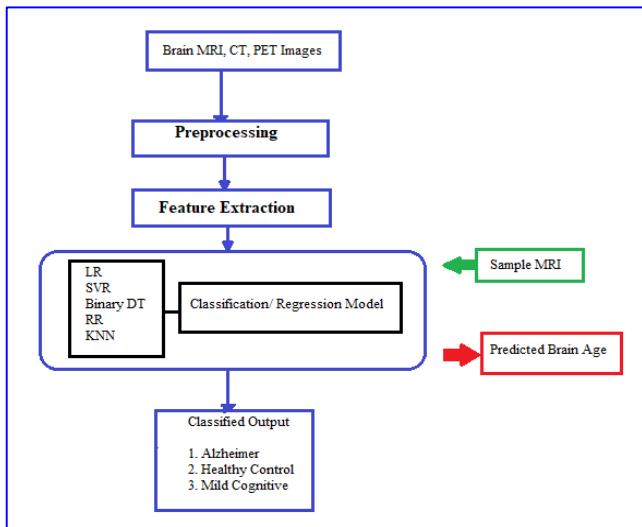 Brain MRI, CT, PET Images
Preprocessing
Feature Extraction
LR
SVR
Binary DT
RR
KNN
Classification/ Regression Model
Sample MRI
Predicted Brain Age
Classified Output
1. Alzheimer
2. Healthy Control
3. Mild Cognitive